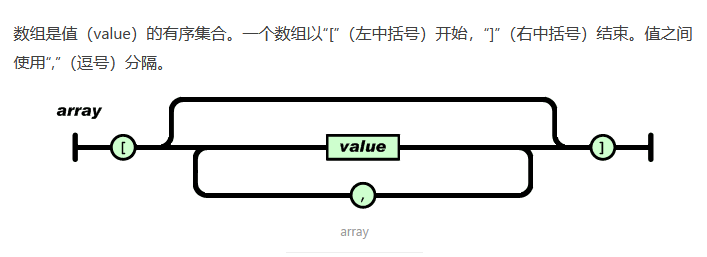 数组是值（value）的有序集合。一个数组以“[”（左中括号）开始，“]”（右中括号）结束。值之间
使用“,”（逗号）分隔。
array
[ value ]
,
array